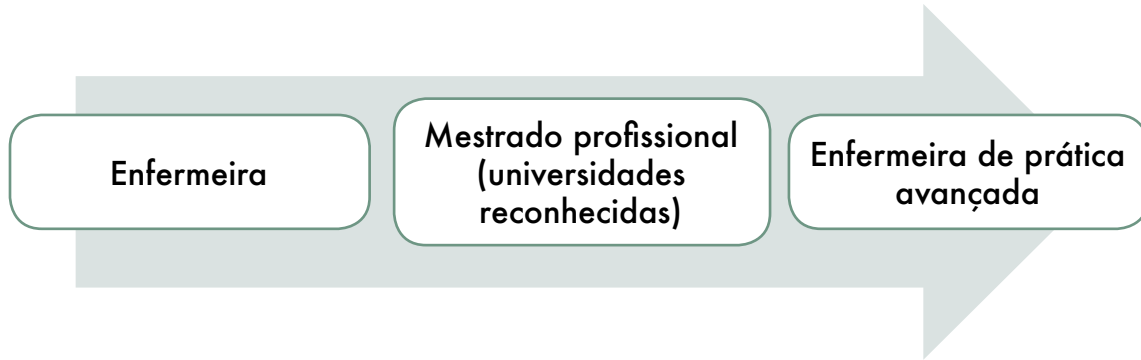 Enfermeira
Mestrado profissional
(universidades
reconhecidas)
Enfermeira de prática
avançada